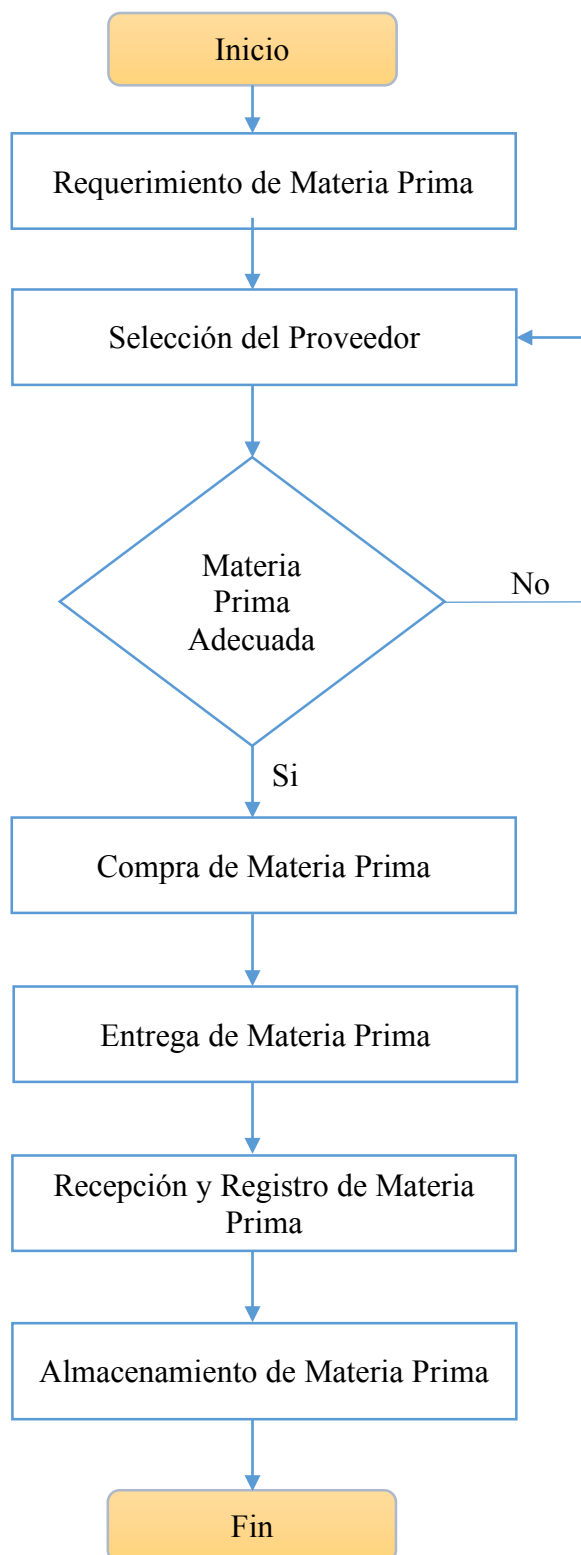 Inicio
Requerimiento de Materia Prima
Selección del Proveedor
Materia
Prima
Adecuada
No
Si
Compra de Materia Prima
Entrega de Materia Prima
Recepción y Registro de Materia
Prima
Almacenamiento de Materia Prima
Fin